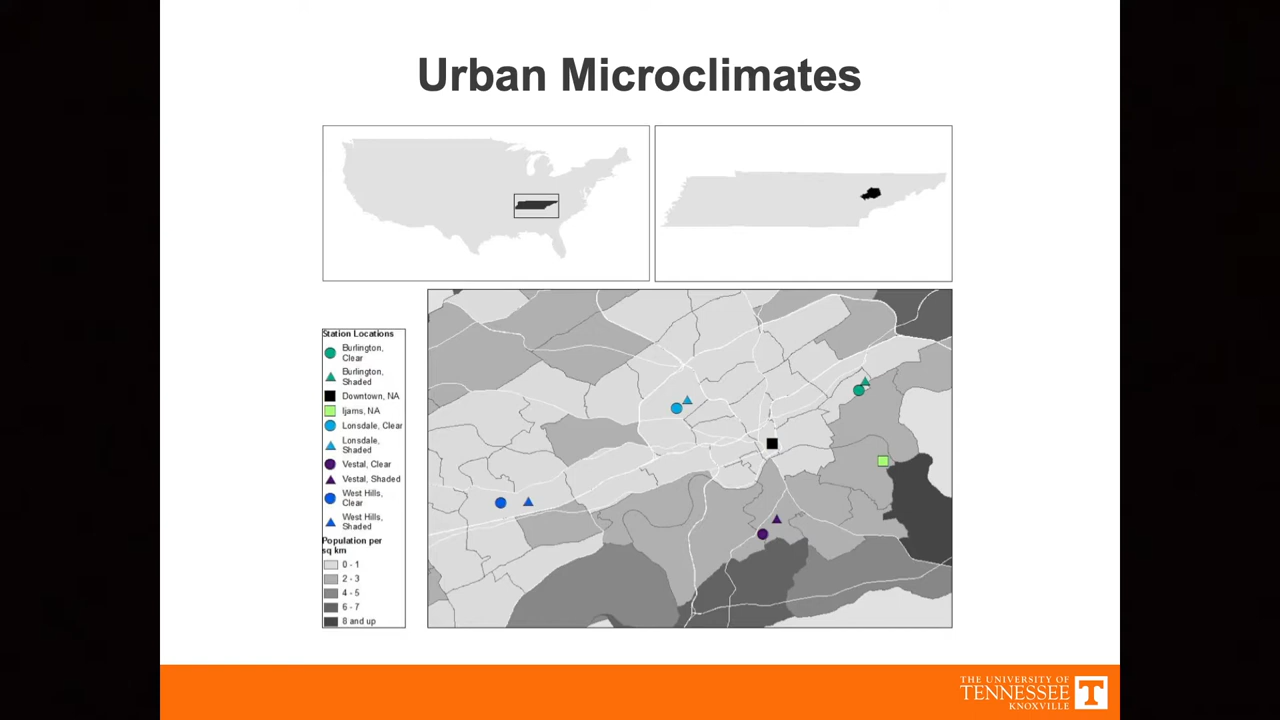 Urban Microclimates
Station Locations
Burlington,
Clear
Burlington,
Shaded
Downtown, NA
Ijams, NA
Lonsdale, Clear
Lonsdale,
Shaded
Vestal, Clear
Vestal, Shaded
West Hills,
Clear
West Hills,
Shaded
Population per
sq km
0 - 1
2 - 3
4 - 5
6 - 7
8 and up
THE UNIVERSITY OF
TENNESSEE
KNOXVILLE
T